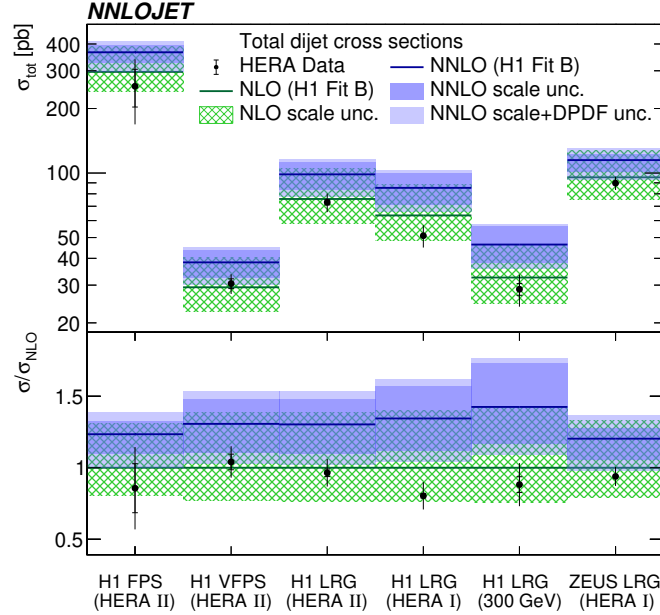 NNLOJET
σtot [pb]
400
300
200
100
50
40
30
20
Total dijet cross sections
HERA Data
NLO (H1 Fit B)
NLO scale unc.
NNLO (H1 Fit B)
NNLO scale unc.
NNLO scale+DPDF unc.
σ/σNLO
1.5
1
0.5
H1 FPS
(HERA II)
H1 VFPS
(HERA II)
H1 LRG
(HERA II)
H1 LRG
(HERA I)
H1 LRG
(300 GeV)
ZEUS LRG
(HERA I)